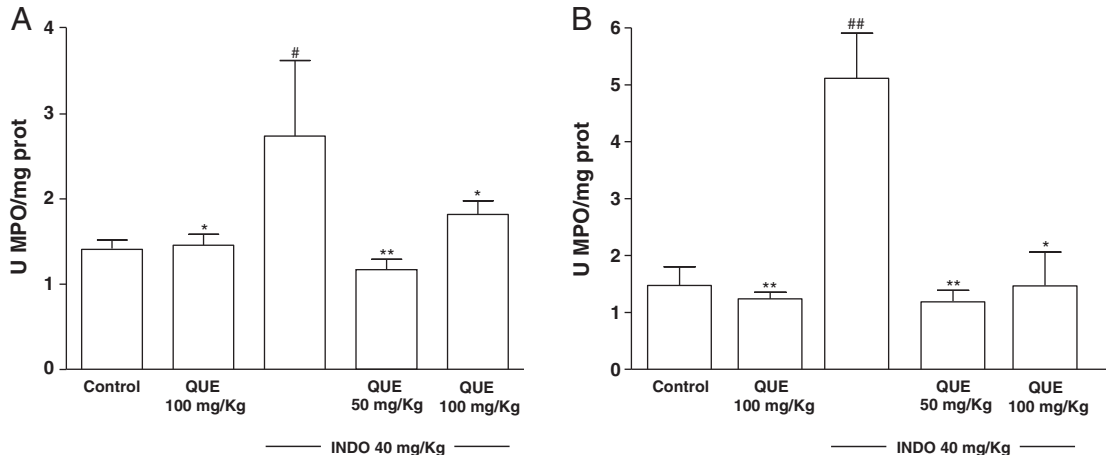 A
U MPO/mg prot
4
3
2
1
0
#
*
**
*
Control
QUE
100 mg/Kg
QUE
50 mg/Kg
QUE
100 mg/Kg
INDO 40 mg/Kg
B
U MPO/mg prot
6
5
4
3
2
1
0
##
**
**
*
Control
QUE
100 mg/Kg
QUE
50 mg/Kg
QUE
100 mg/Kg
INDO 40 mg/Kg